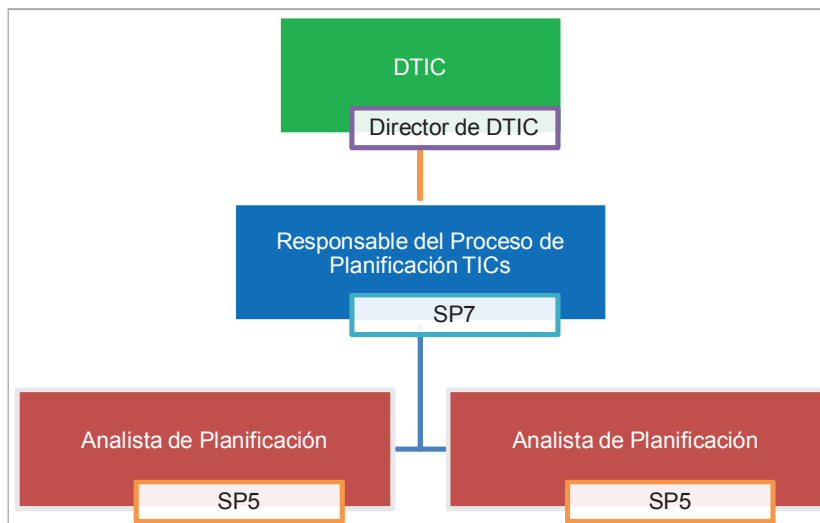 DTIC
Director de DTIC
Responsable del Proceso de
Planificación TICs
SP7
Analista de Planificación
SP5
Analista de Planificación
SP5